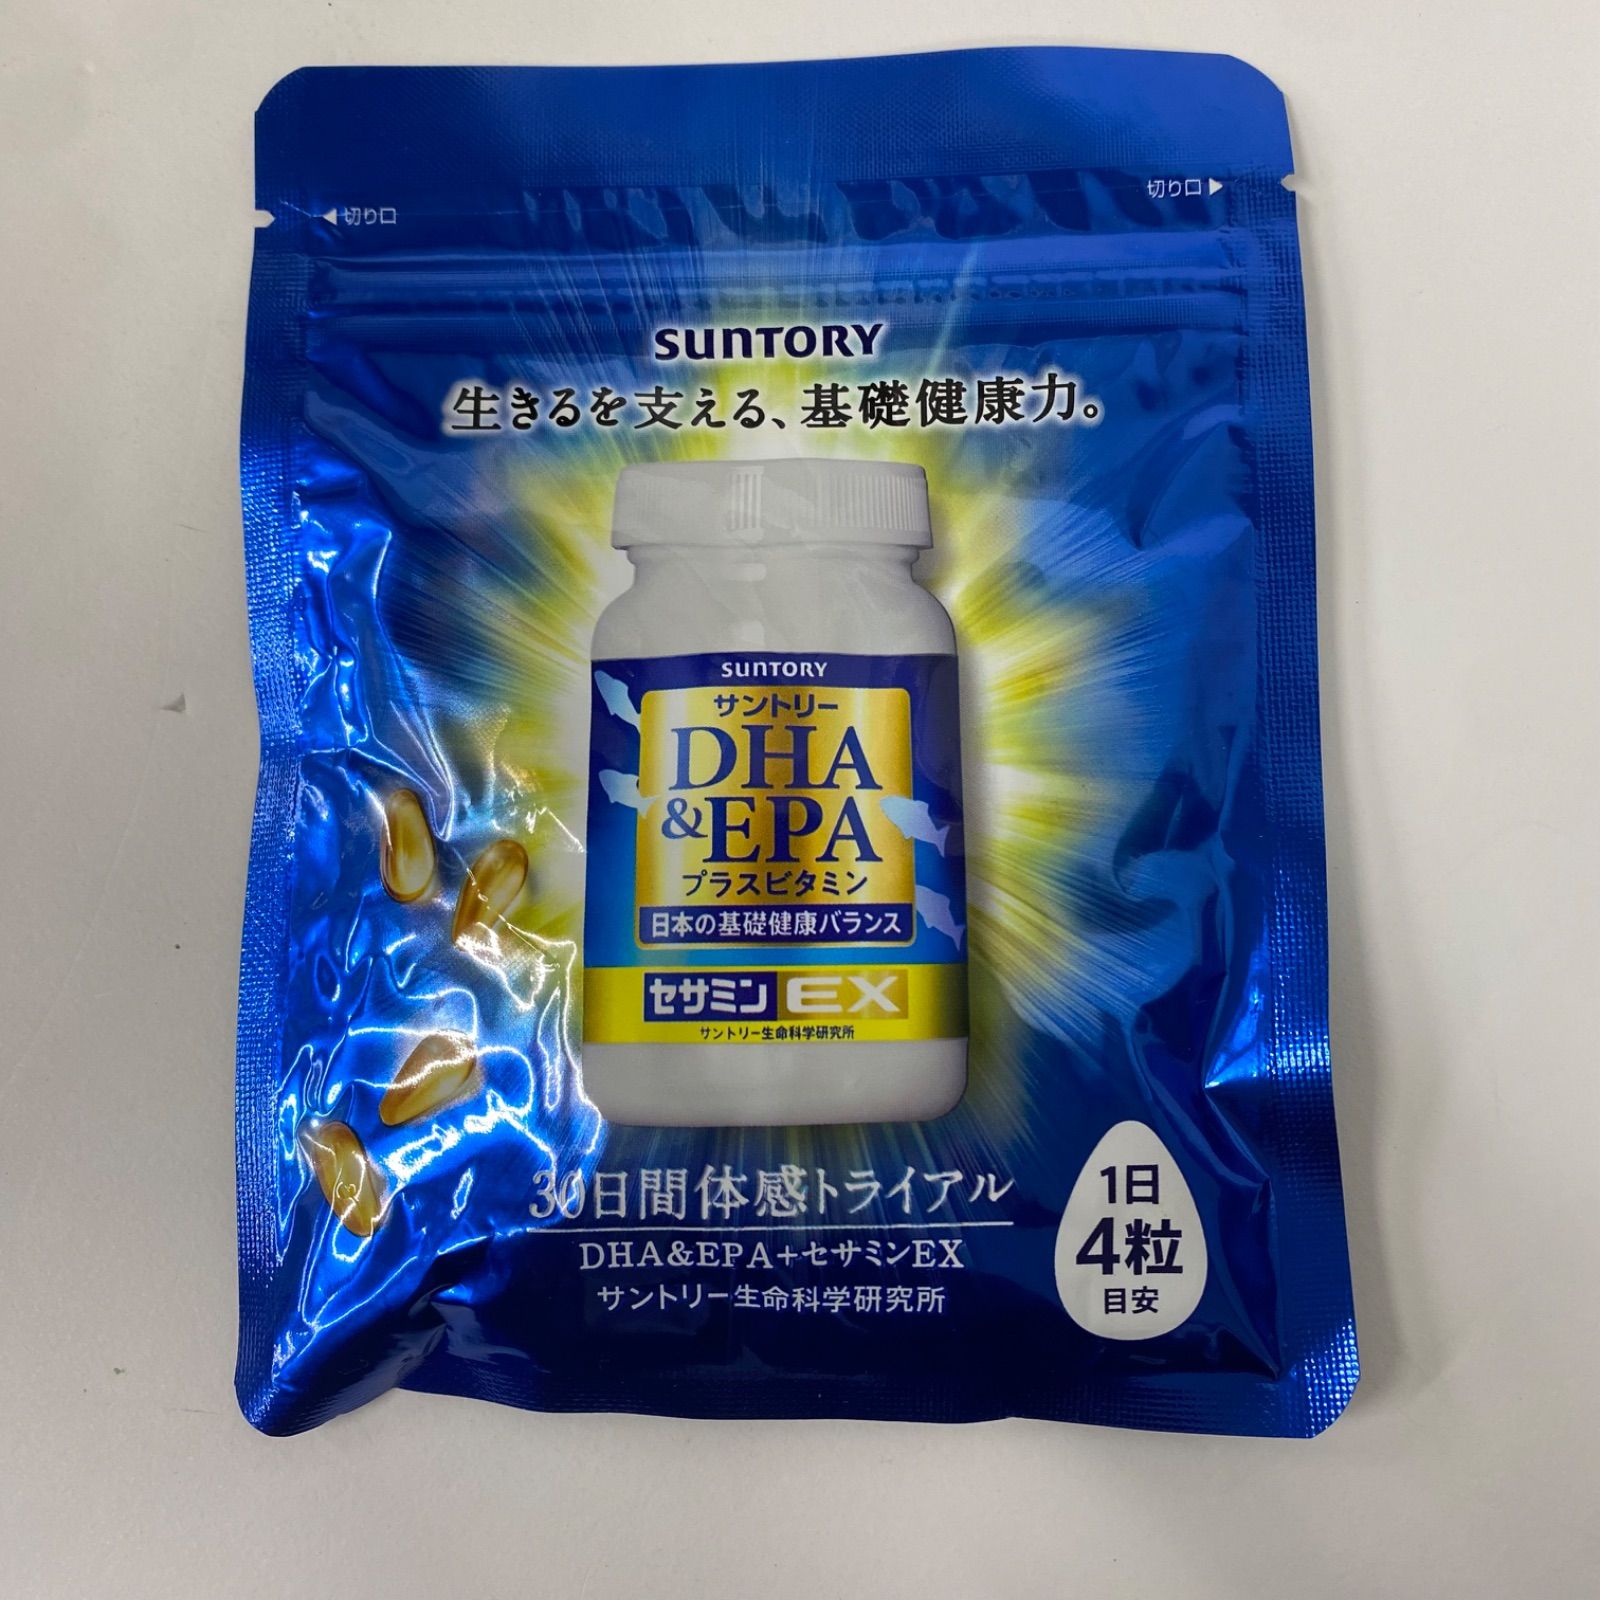 ◀切り口
切り口▶
SUNTORY
生きるを支える、基礎健康力。
SUNTORY
サントリー
DHA
&EPA
プラスビタミン
日本の基礎健康バランス
セサミンEX
サントリー生命科学研究所
30日間体感トライアル
DHA&EPA+セサミンEX
サントリー生命科学研究所
1日
4粒
目安